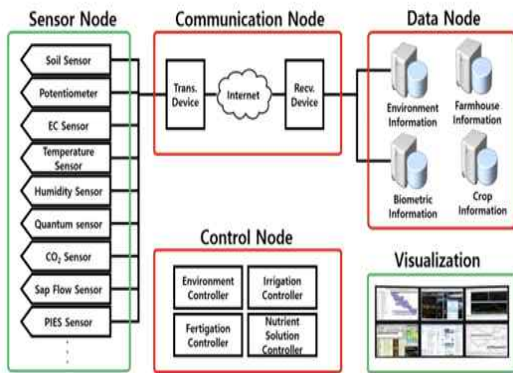 Sensor Node
Soil Sensor
Potentiometer
EC Sensor
Temperature
Sensor
Humidity Sensor
Quantum sensor
CO₂ Sensor
Sap Flow Sensor
PIES Sensor
Communication Node
Trans.
Device
Internet
Recv.
Device
Data Node
Environment
Information
Farmhouse
Information
Biometric
Information
Crop
Information
Control Node
Environment
Controller
Irrigation
Controller
Fertigation
Controller
Nutrient
Solution
Controller
Visualization